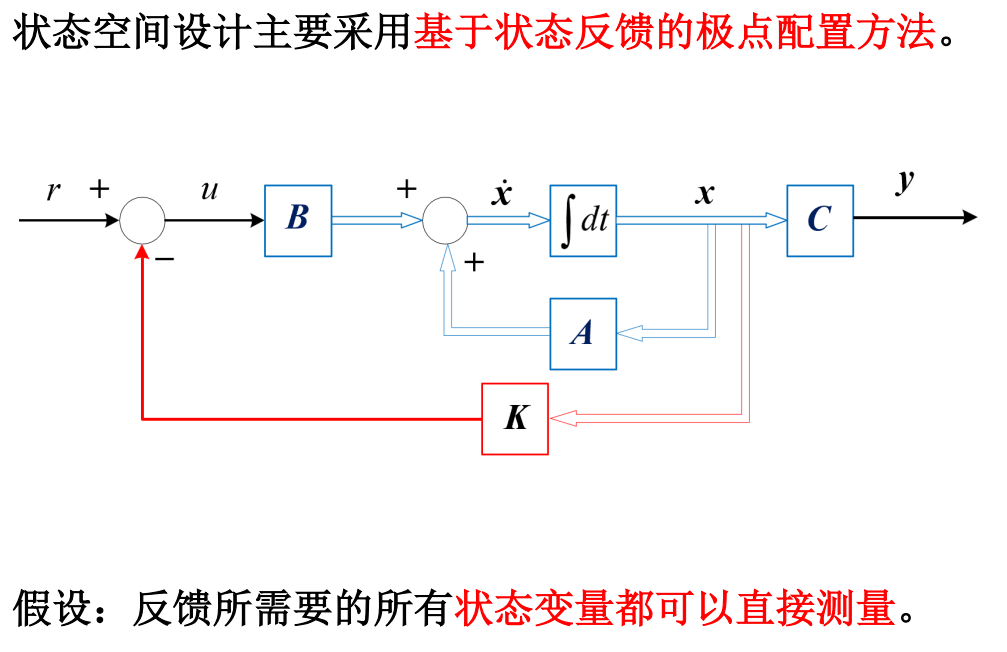 状态空间设计主要采用基于状态反馈的极点配置方法。
r + u B + ẋ ∫dt x C y
−
+
A
K
假设：反馈所需要的所有状态变量都可以直接测量。